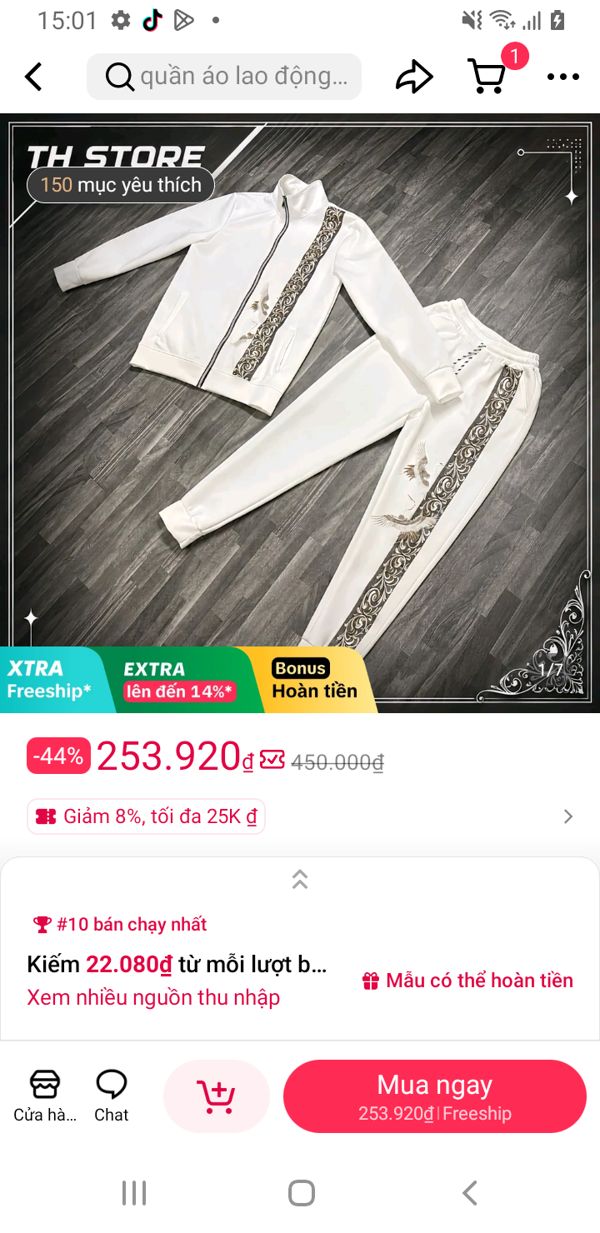 15:01
1
quần áo lao động...
TH STORE
150 mục yêu thích
XTRA
Freeship*
EXTRA
lên đến 14%*
Bonus
Hoàn tiền
1/7
-44% 253.920₫ 450.000₫
Giảm 8%, tối đa 25K ₫
#10 bán chạy nhất
Kiếm 22.080₫ từ mỗi lượt b...
Xem nhiều nguồn thu nhập
Mẫu có thể hoàn tiền
Cửa hà...
Chat
Mua ngay
253.920₫|Freeship